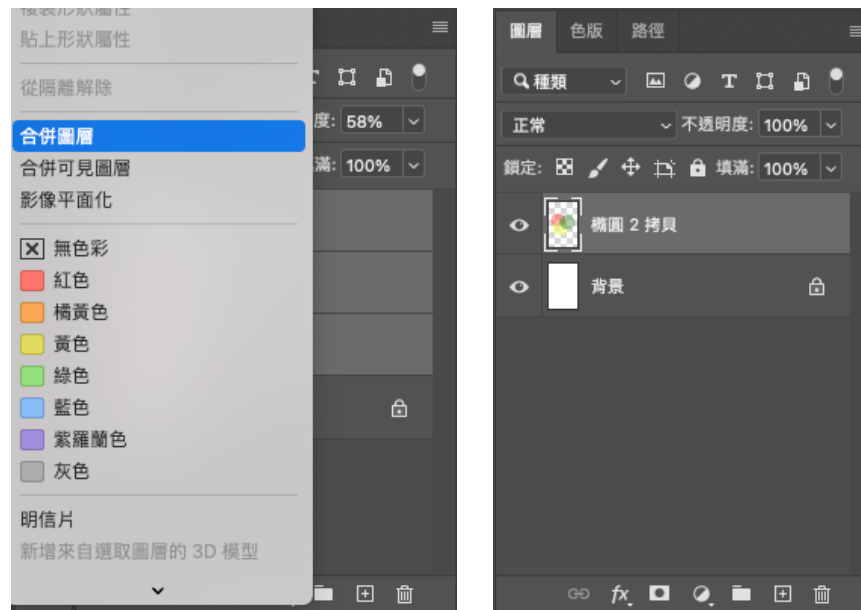 貼上形狀屬性
從隔離解除
合併圖層
合併可見圖層
影像平面化
無色彩
紅色
橘黃色
黃色
綠色
藍色
紫羅蘭色
灰色
明信片
新增來自選取圖層的 3D 模型
度: 58%
滿: 100%
圖層 色版 路徑
種類
正常 不透明度: 100%
鎖定: 填滿: 100%
橢圓 2 拷貝
背景
fx